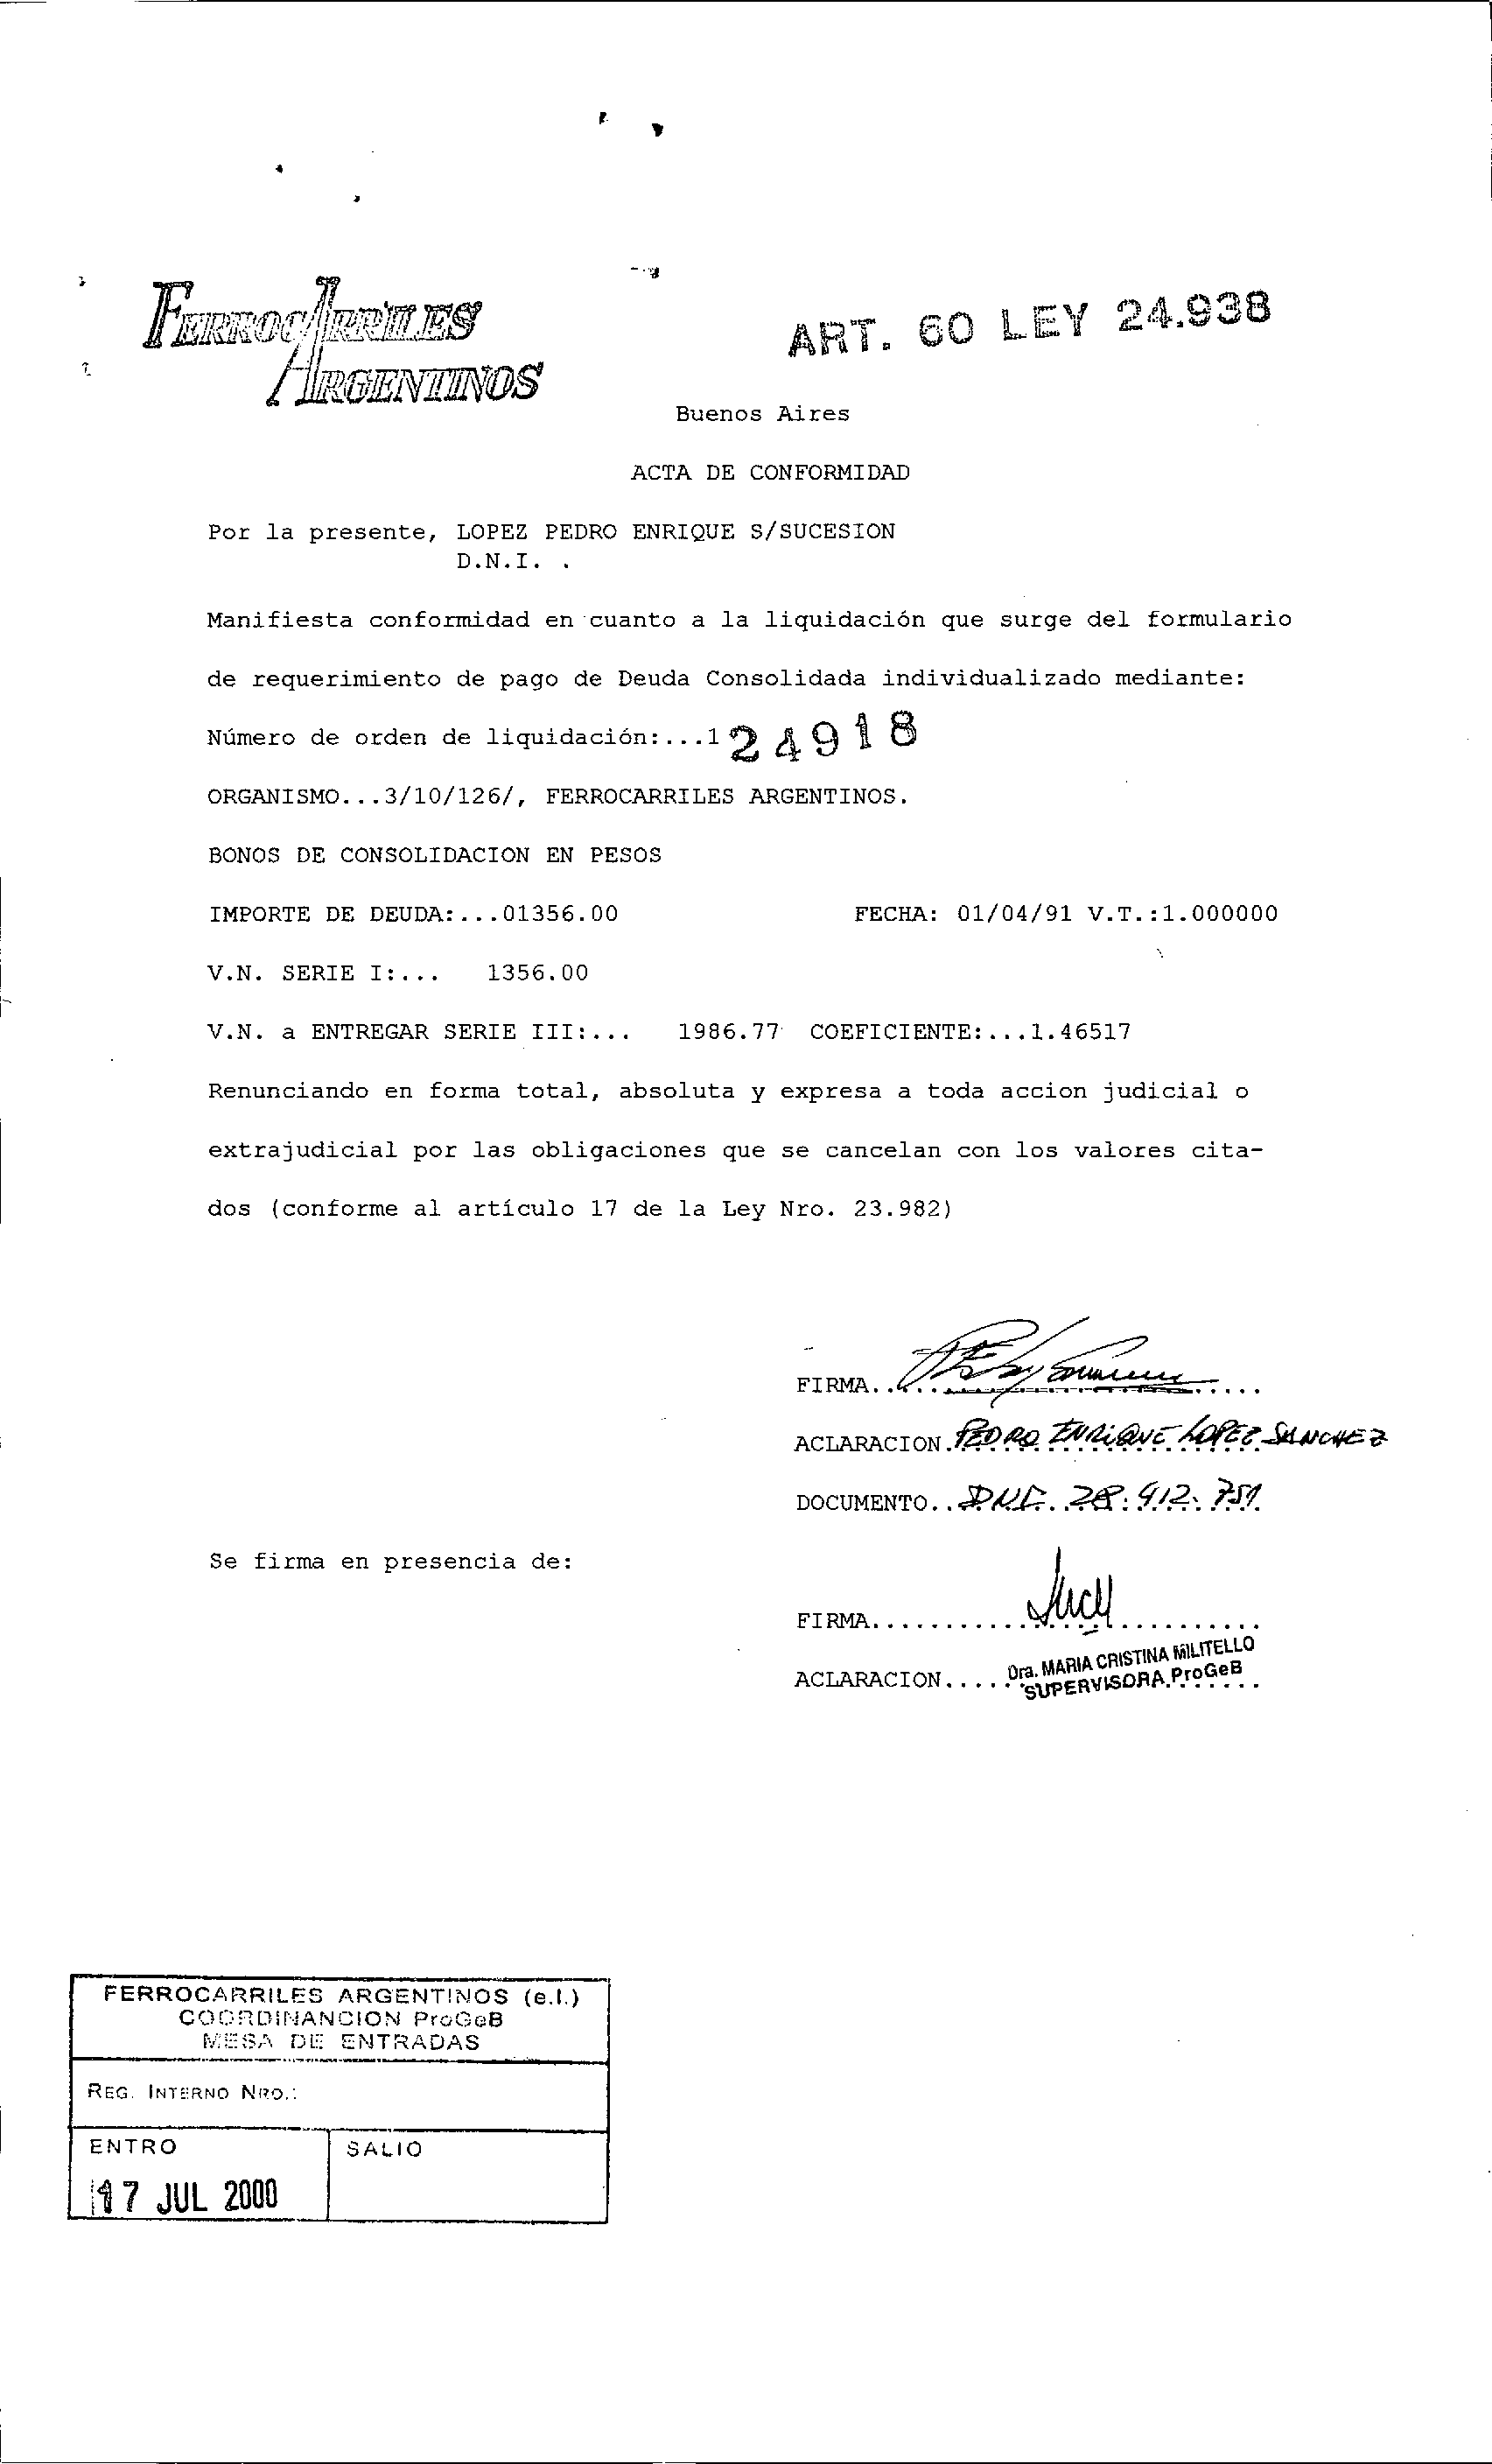 FERROCARRILES
ARGENTINOS
ART. 60 LEY 24.938
Buenos Aires
ACTA DE CONFORMIDAD
Por la presente, LOPEZ PEDRO ENRIQUE S/SUCESION
D.N.I. .
Manifiesta conformidad en cuanto a la liquidación que surge del formulario
de requerimiento de pago de Deuda Consolidada individualizado mediante:
Número de orden de liquidación:...124918
ORGANISMO...3/10/126/, FERROCARRILES ARGENTINOS.
BONOS DE CONSOLIDACION EN PESOS
IMPORTE DE DEUDA:...01356.00 FECHA: 01/04/91 V.T.:1.000000
V.N. SERIE I:... 1356.00
V.N. a ENTREGAR SERIE III:... 1986.77 COEFICIENTE:...1.46517
Renunciando en forma total, absoluta y expresa a toda accion judicial o
extrajudicial por las obligaciones que se cancelan con los valores cita-
dos (conforme al artículo 17 de la Ley Nro. 23.982)
FIRMA..
ACLARACION. PEDRO ENRIQUE LOPEZ SANCHEZ
DOCUMENTO.. DNI. 28.412.751
Se firma en presencia de:
FIRMA...........
ACLARACION..... Dra. MARIA CRISTINA MILITELLO
SUPERVISORA ProGeB
FERROCARRILES ARGENTINOS (e.l.)
COORDINANCION ProGeB
MESA DE ENTRADAS
REG. INTERNO NRO.:
ENTRO SALIO
17 JUL 2000